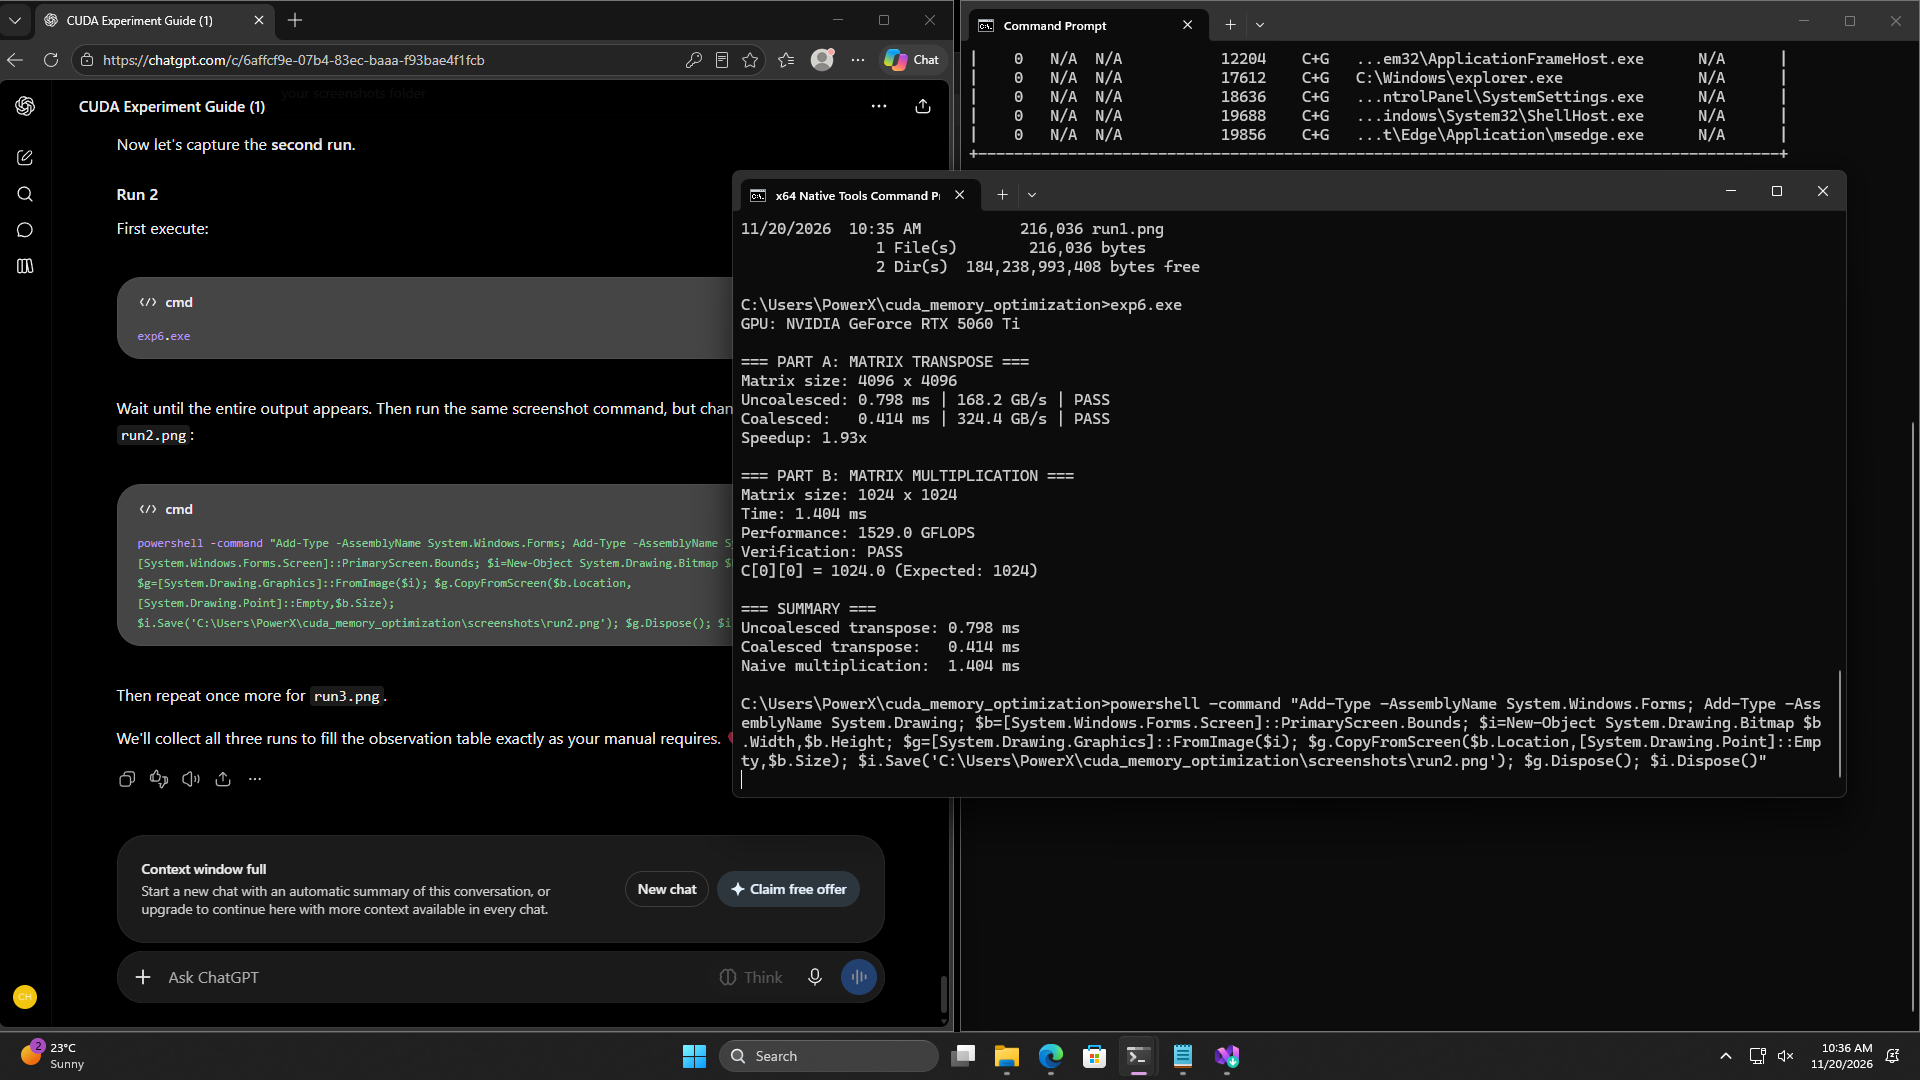 CUDA Experiment Guide (1)
https://chatgpt.com/c/6affcf9e-07b4-83ec-baaa-f93bae4f1fcb
Chat
your screenshots folder
CUDA Experiment Guide (1)
Now let's capture the second run.
Run 2
First execute:
cmd
exp6.exe
Wait until the entire output appears. Then run the same screenshot command, but chan
run2.png:
cmd
powershell -command "Add-Type -AssemblyName System.Windows.Forms; Add-Type -AssemblyName S
[System.Windows.Forms.Screen]::PrimaryScreen.Bounds; $i=New-Object System.Drawing.Bitmap $
$g=[System.Drawing.Graphics]::FromImage($i); $g.CopyFromScreen($b.Location,
[System.Drawing.Point]::Empty,$b.Size);
$i.Save('C:\Users\PowerX\cuda_memory_optimization\screenshots\run2.png'); $g.Dispose(); $i
Then repeat once more for run3.png.
We'll collect all three runs to fill the observation table exactly as your manual requires.
Context window full
Start a new chat with an automatic summary of this conversation, or
upgrade to continue here with more context available in every chat.
New chat
Claim free offer
Ask ChatGPT
Think
CH
Command Prompt
| 0 N/A N/A 12204 C+G ...em32\ApplicationFrameHost.exe N/A |
| 0 N/A N/A 17612 C+G C:\Windows\explorer.exe N/A |
| 0 N/A N/A 18636 C+G ...ntrolPanel\SystemSettings.exe N/A |
| 0 N/A N/A 19688 C+G ...indows\System32\ShellHost.exe N/A |
| 0 N/A N/A 19856 C+G ...t\Edge\Application\msedge.exe N/A |
+-----------------------------------------------------------------------------------------+
x64 Native Tools Command P
11/20/2026 10:35 AM 216,036 run1.png
1 File(s) 216,036 bytes
2 Dir(s) 184,238,993,408 bytes free
C:\Users\PowerX\cuda_memory_optimization>exp6.exe
GPU: NVIDIA GeForce RTX 5060 Ti
=== PART A: MATRIX TRANSPOSE ===
Matrix size: 4096 x 4096
Uncoalesced: 0.798 ms | 168.2 GB/s | PASS
Coalesced: 0.414 ms | 324.4 GB/s | PASS
Speedup: 1.93x
=== PART B: MATRIX MULTIPLICATION ===
Matrix size: 1024 x 1024
Time: 1.404 ms
Performance: 1529.0 GFLOPS
Verification: PASS
C[0][0] = 1024.0 (Expected: 1024)
=== SUMMARY ===
Uncoalesced transpose: 0.798 ms
Coalesced transpose: 0.414 ms
Naive multiplication: 1.404 ms
C:\Users\PowerX\cuda_memory_optimization>powershell -command "Add-Type -AssemblyName System.Windows.Forms; Add-Type -Ass
emblyName System.Drawing; $b=[System.Windows.Forms.Screen]::PrimaryScreen.Bounds; $i=New-Object System.Drawing.Bitmap $b
.Width,$b.Height; $g=[System.Drawing.Graphics]::FromImage($i); $g.CopyFromScreen($b.Location,[System.Drawing.Point]::Emp
ty,$b.Size); $i.Save('C:\Users\PowerX\cuda_memory_optimization\screenshots\run2.png'); $g.Dispose(); $i.Dispose()"
2
23°C
Sunny
Search
10:36 AM
11/20/2026